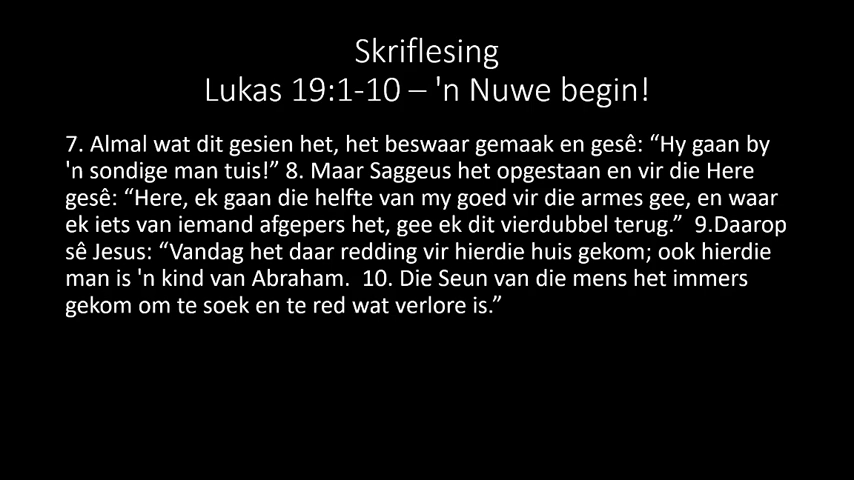 Skriflesing
Lukas 19:1-10 – 'n Nuwe begin!
7. Almal wat dit gesien het, het beswaar gemaak en gesê: “Hy gaan by
'n sondige man tuis!” 8. Maar Saggeus het opgestaan en vir die Here
gesê: “Here, ek gaan die helfte van my goed vir die armes gee, en waar
ek iets van iemand afgepers het, gee ek dit vierdubbel terug.”  9.Daarop
sê Jesus: “Vandag het daar redding vir hierdie huis gekom; ook hierdie
man is 'n kind van Abraham.  10. Die Seun van die mens het immers
gekom om te soek en te red wat verlore is.”